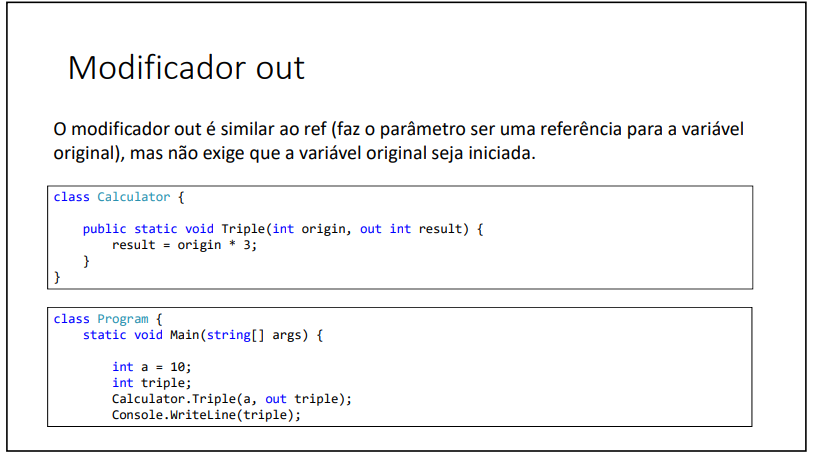 Modificador out
O modificador out é similar ao ref (faz o parâmetro ser uma referência para a variável
original), mas não exige que a variável original seja iniciada.
class Calculator {
    public static void Triple(int origin, out int result) {
        result = origin * 3;
    }
}
class Program {
    static void Main(string[] args) {
        int a = 10;
        int triple;
        Calculator.Triple(a, out triple);
        Console.WriteLine(triple);